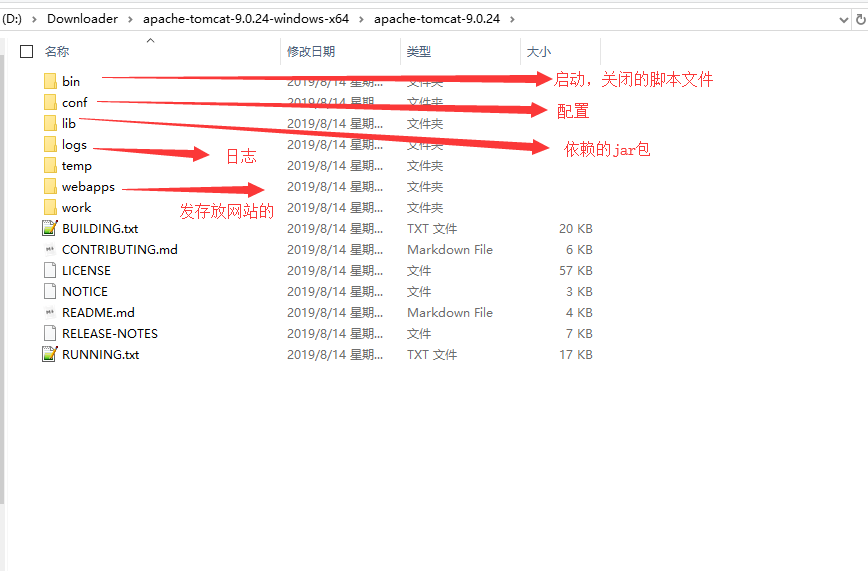 (D:) › Downloader › apache-tomcat-9.0.24-windows-x64 › apache-tomcat-9.0.24 ›
名称 修改日期 类型 大小
bin 2019/8/14 星期... 文件夹 启动，关闭的脚本文件
conf 2019/8/14 星期... 文件夹 配置
lib 2019/8/14 星期... 文件夹
logs 2019/8/14 星期... 文件夹 依赖的jar包
日志
temp 2019/8/14 星期... 文件夹
webapps 2019/8/14 星期... 文件夹
work 2019/8/14 星期... 文件夹
发存放网站的
BUILDING.txt 2019/8/14 星期... TXT 文件 20 KB
CONTRIBUTING.md 2019/8/14 星期... Markdown File 6 KB
LICENSE 2019/8/14 星期... 文件 57 KB
NOTICE 2019/8/14 星期... 文件 3 KB
README.md 2019/8/14 星期... Markdown File 4 KB
RELEASE-NOTES 2019/8/14 星期... 文件 7 KB
RUNNING.txt 2019/8/14 星期... TXT 文件 17 KB